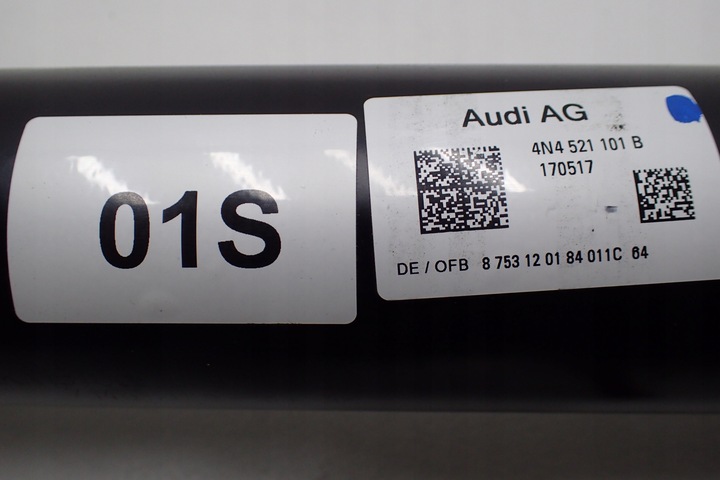 01S
Audi AG
4N4 521 101 B
170517
DE / OFB 8 753 12 01 84 011C 64